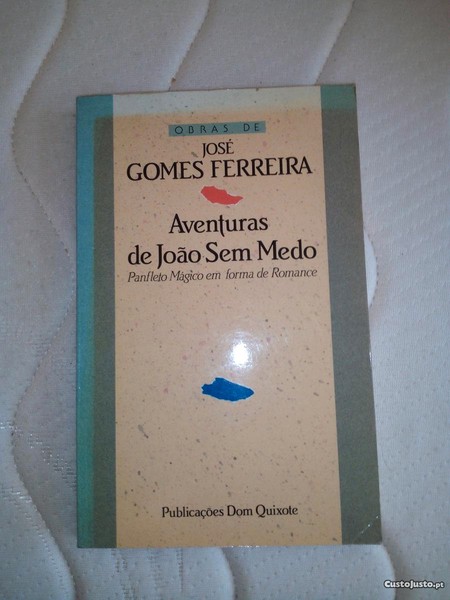 OBRAS DE
JOSÉ
GOMES FERREIRA
Aventuras
de João Sem Medo
Panfleto Mágico em forma de Romance
Publicações Dom Quixote
CustoJusto.pt